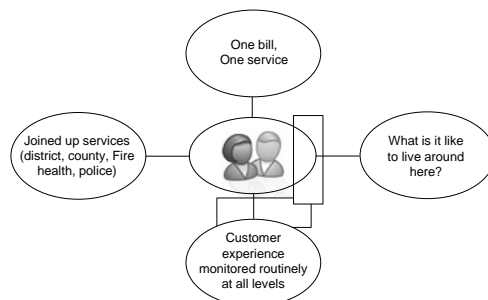 One bill,
One service
Joined up services
(district, county, Fire
health, police)
What is it like
to live around
here?
Customer
experience
monitored routinely
at all levels